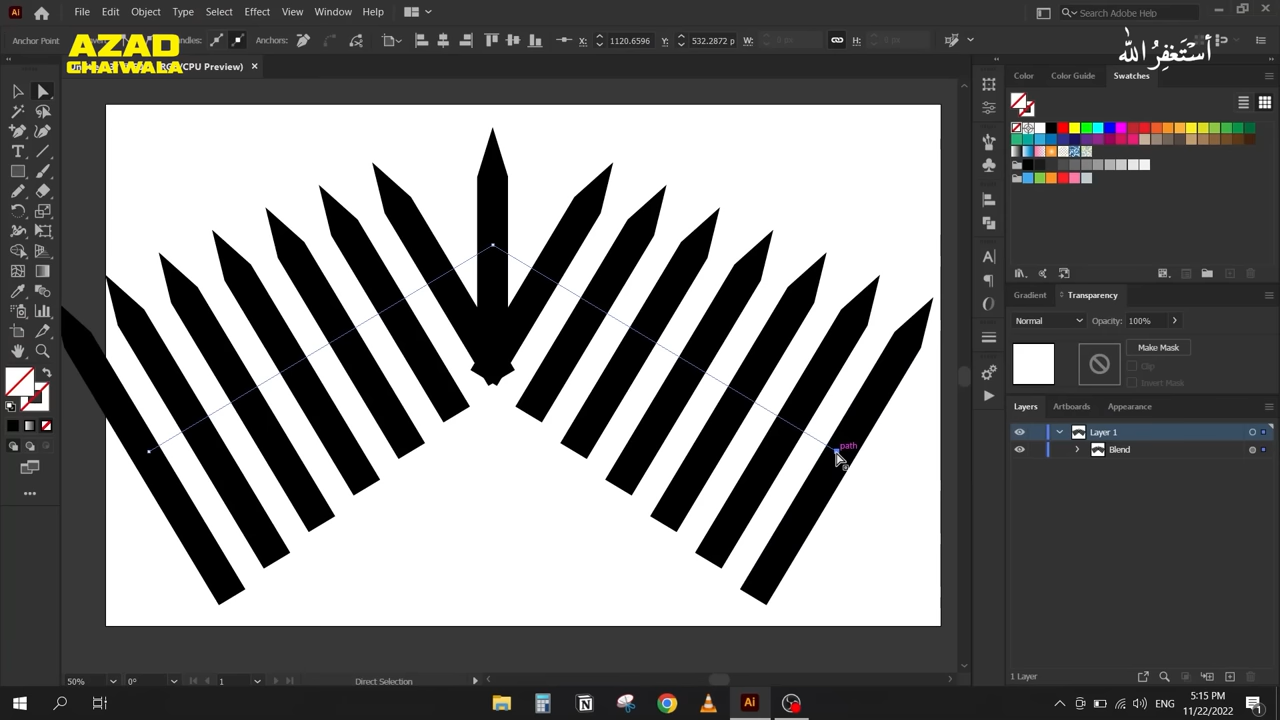 File Edit Object Type Select Effect View Window Help
Search Adobe Help
Anchor Point
Handles:
Anchors:
X: 1120.6596
Y: 532.2872 p
W:
H:
AZAD
CHAIWALA
أستغفر الله
RGB/CPU Preview)
Color
Color Guide
Swatches
Gradient
Transparency
Normal
Opacity: 100%
Make Mask
Clip
Invert Mask
path
Layers
Artboards
Appearance
Layer 1
Blend
50%
0°
1
Direct Selection
1 Layer
ENG
5:15 PM
11/22/2022